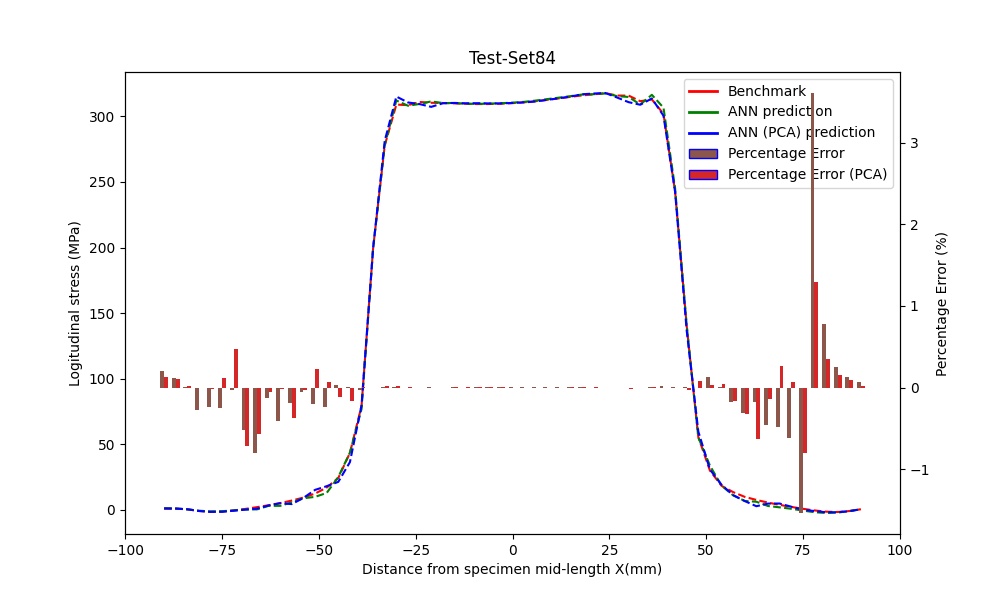 Test-Set84
Benchmark
ANN prediction
ANN (PCA) prediction
Percentage Error
Percentage Error (PCA)
Logitudinal stress (MPa)
300
250
200
150
100
50
0
3
2
1
0
−1
Percentage Error (%)
−100 −75 −50 −25 0 25 50 75 100
Distance from specimen mid-length X(mm)